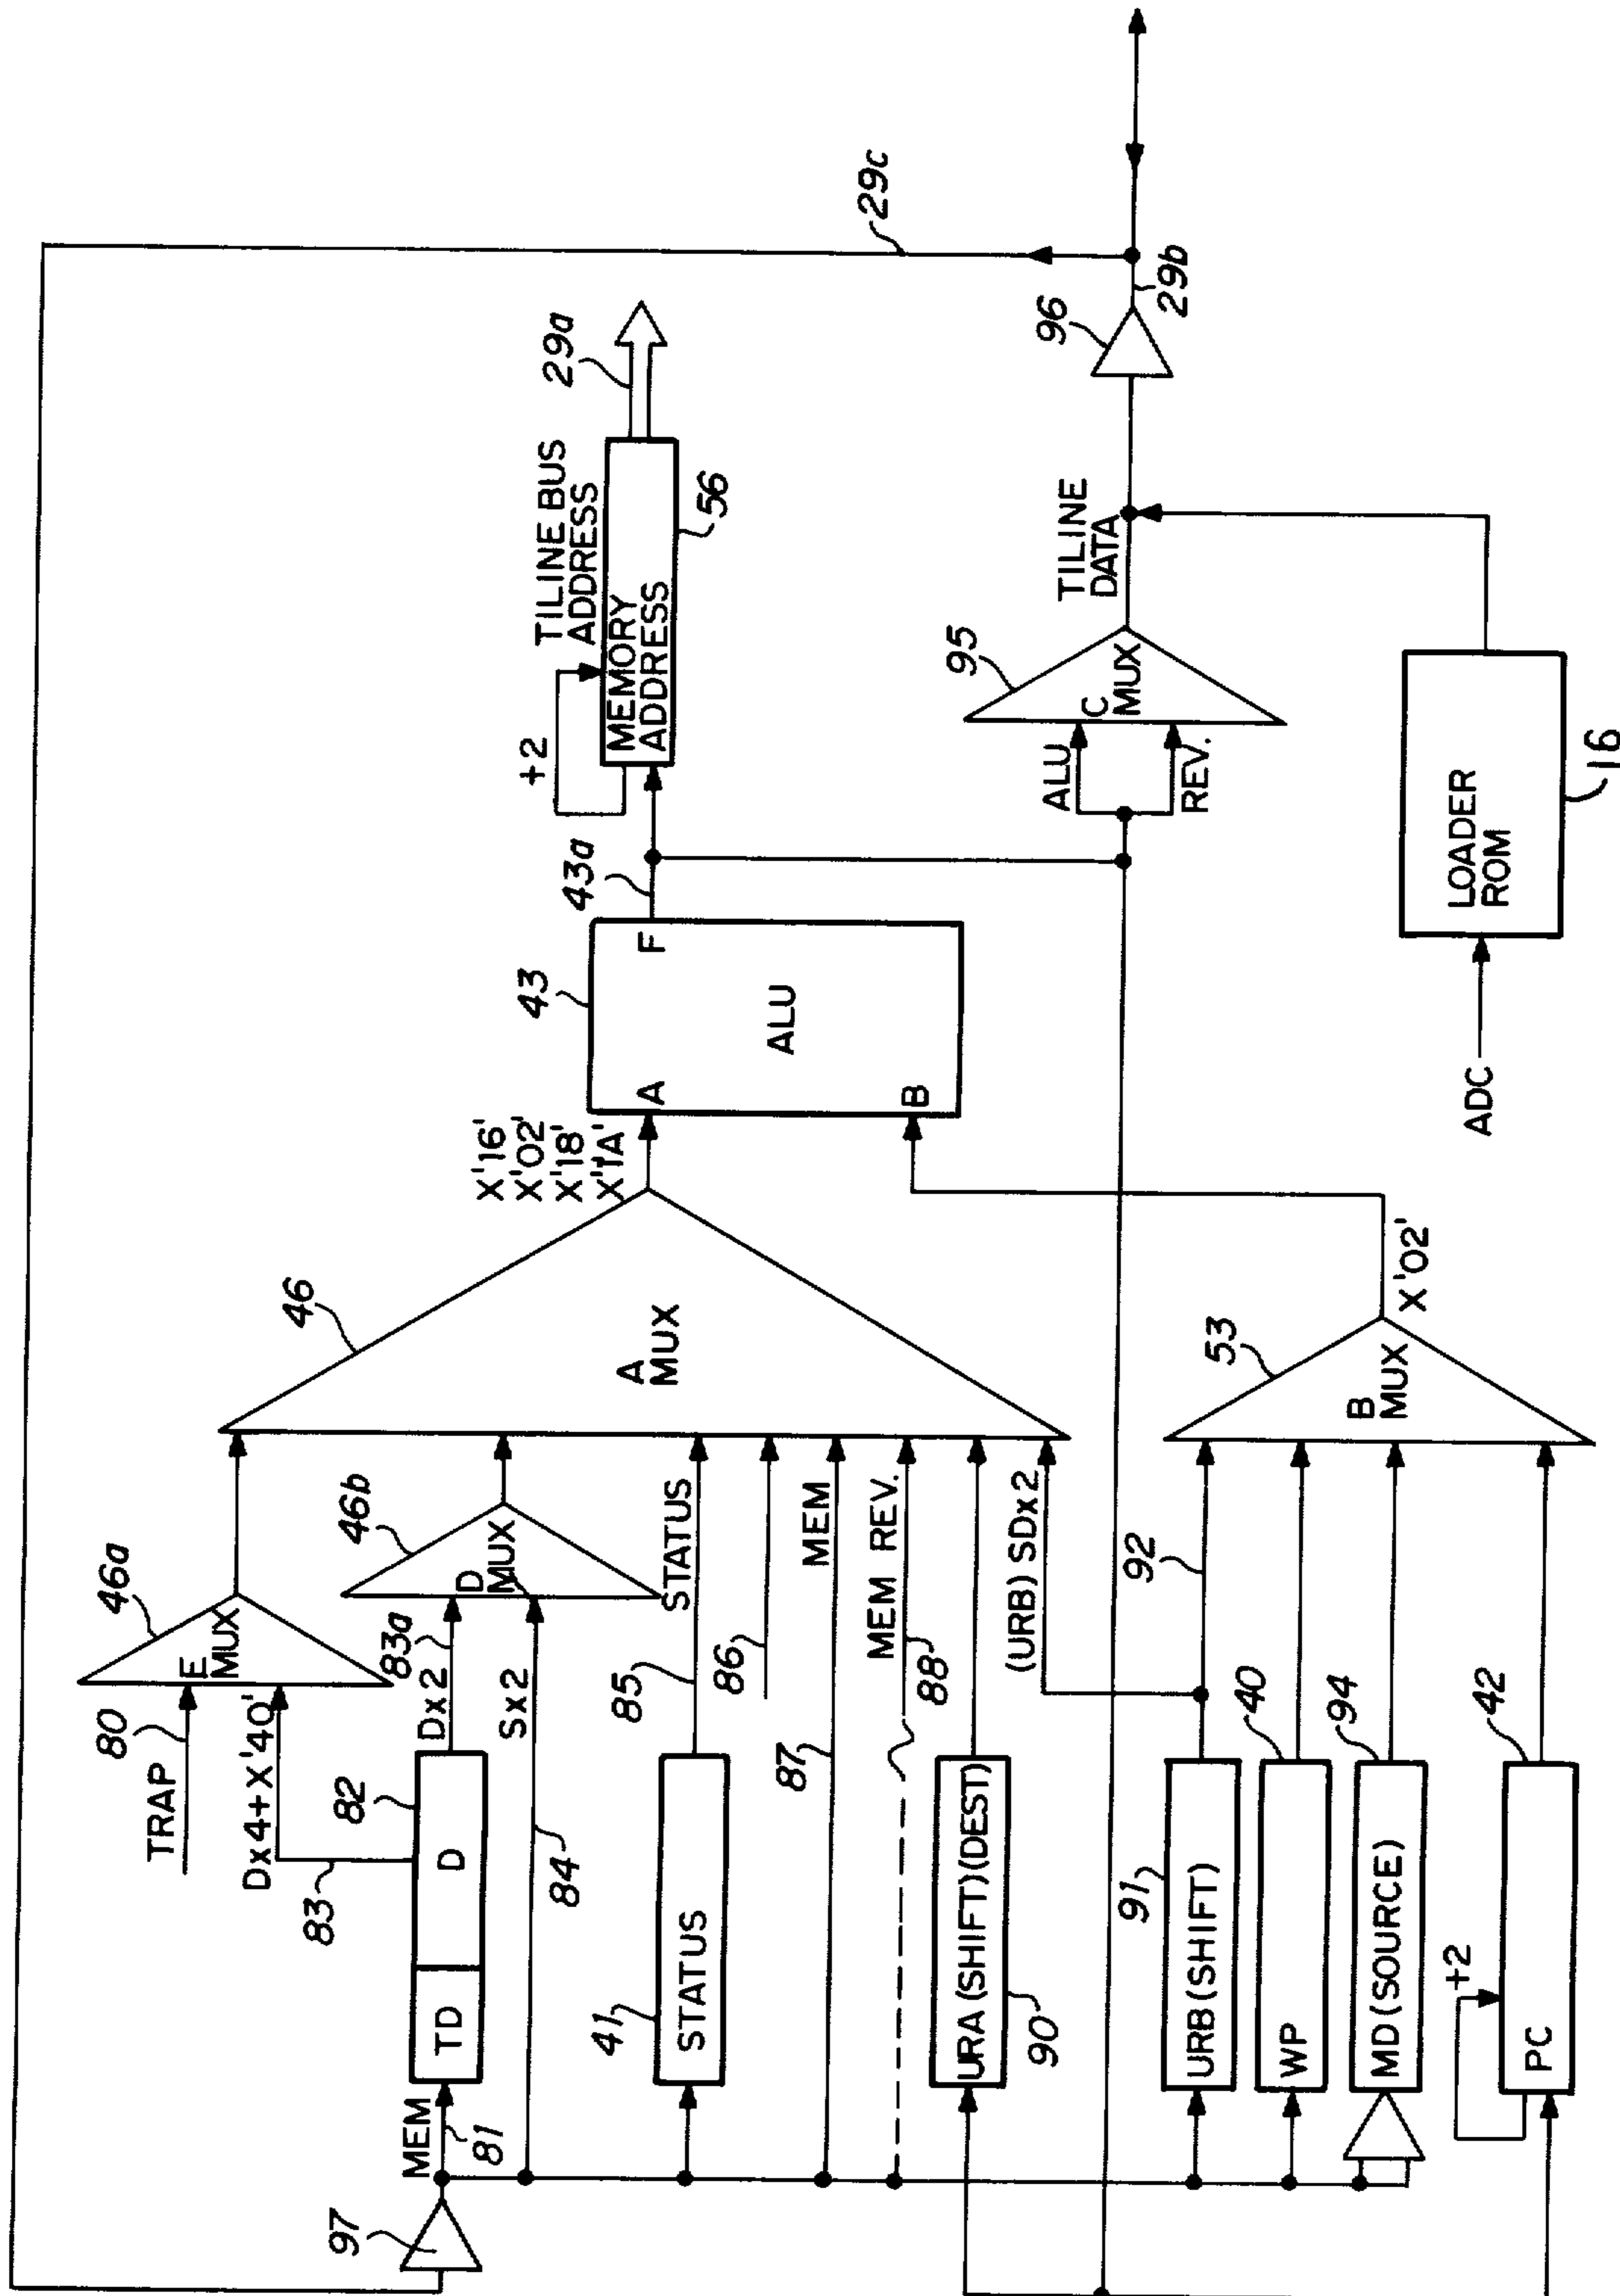 TRAP
80
E
MUX
46a
Dx4+X'40'
83
MEM
81
97
TD
D
82
Dx2
83a
Sx2
84
D
MUX
46b
41
STATUS
STATUS
85
86
87
MEM
MEM REV.
88
URA (SHIFT)(DEST)
90
(URB) SDx2
A
MUX
46
X'16'
X'02'
X'18'
X'1A'
91
URB (SHIFT)
92
WP
40
MD (SOURCE)
94
+2
PC
42
B
MUX
53
X'02'
43
A
B
F
ALU
43a
+2
TILINE BUS
ADDRESS
MEMORY
ADDRESS
56
29a
ALU
REV.
C
MUX
95
TILINE
DATA
96
29b
29c
ADC
LOADER
ROM
16